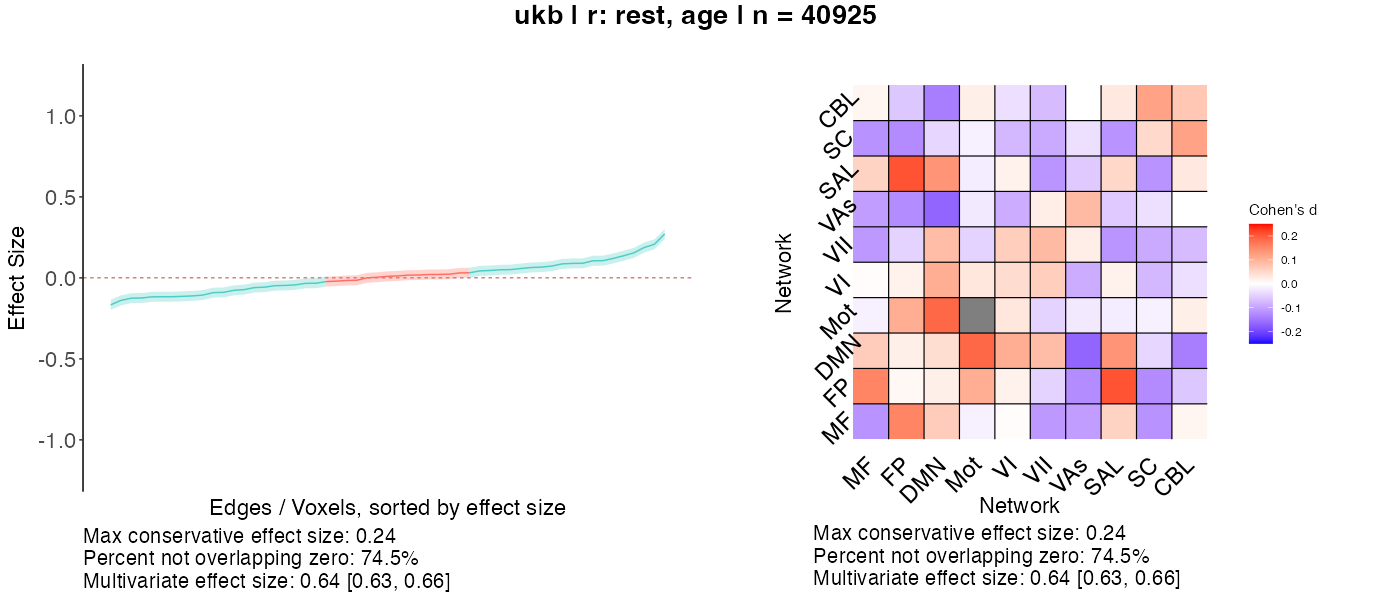 ukb | r: rest, age | n = 40925
Effect Size
1.0
0.5
0.0
-0.5
-1.0
Edges / Voxels, sorted by effect size
Max conservative effect size: 0.24
Percent not overlapping zero: 74.5%
Multivariate effect size: 0.64 [0.63, 0.66]
Network
CBL
SC
SAL
VAs
VII
VI
Mot
DMN
FP
MF
MF
FP
DMN
Mot
VI
VII
VAs
SAL
SC
CBL
Network
Max conservative effect size: 0.24
Percent not overlapping zero: 74.5%
Multivariate effect size: 0.64 [0.63, 0.66]
Cohen's d
0.2
0.1
0.0
-0.1
-0.2